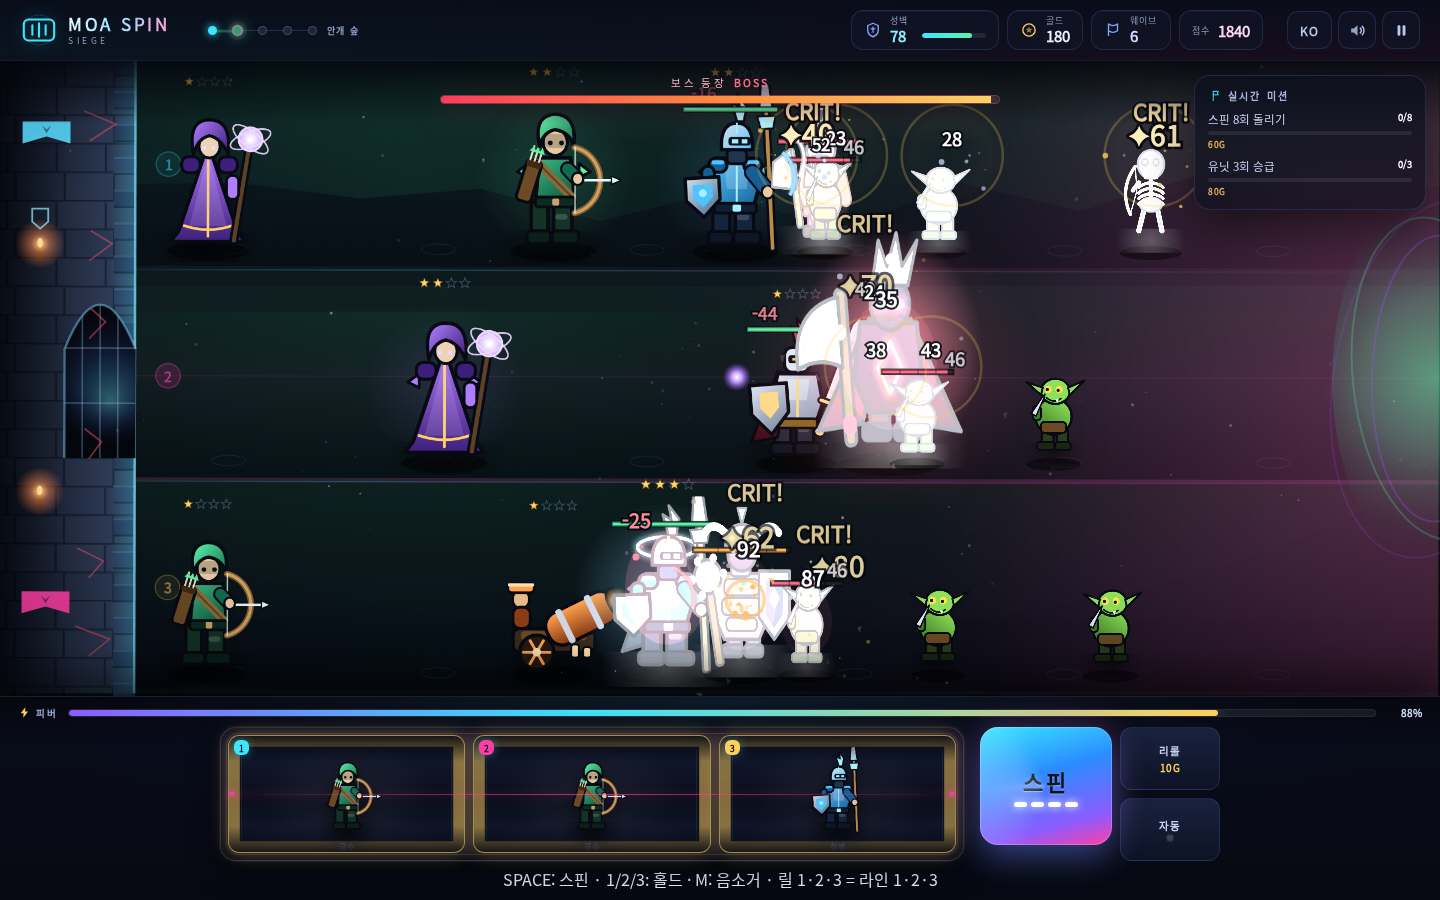 MOA SPIN
SIEGE
안개 숲
성벽
78
골드
180
웨이브
6
점수 1840
KO
보스 등장 BOSS
실시간 미션
스핀 8회 돌리기 0/8
60G
유닛 3회 승급 0/3
80G
CRIT!
23
52
46
28
CRIT!
61
1
CRIT!
35
-44
38
43
46
2
-25
CRIT!
62
92
CRIT!
87
46
3
피버
88%
1
2
3
스핀
리롤
10G
자동
SPACE: 스핀 · 1/2/3: 홀드 · M: 음소거 · 릴 1·2·3 = 라인 1·2·3